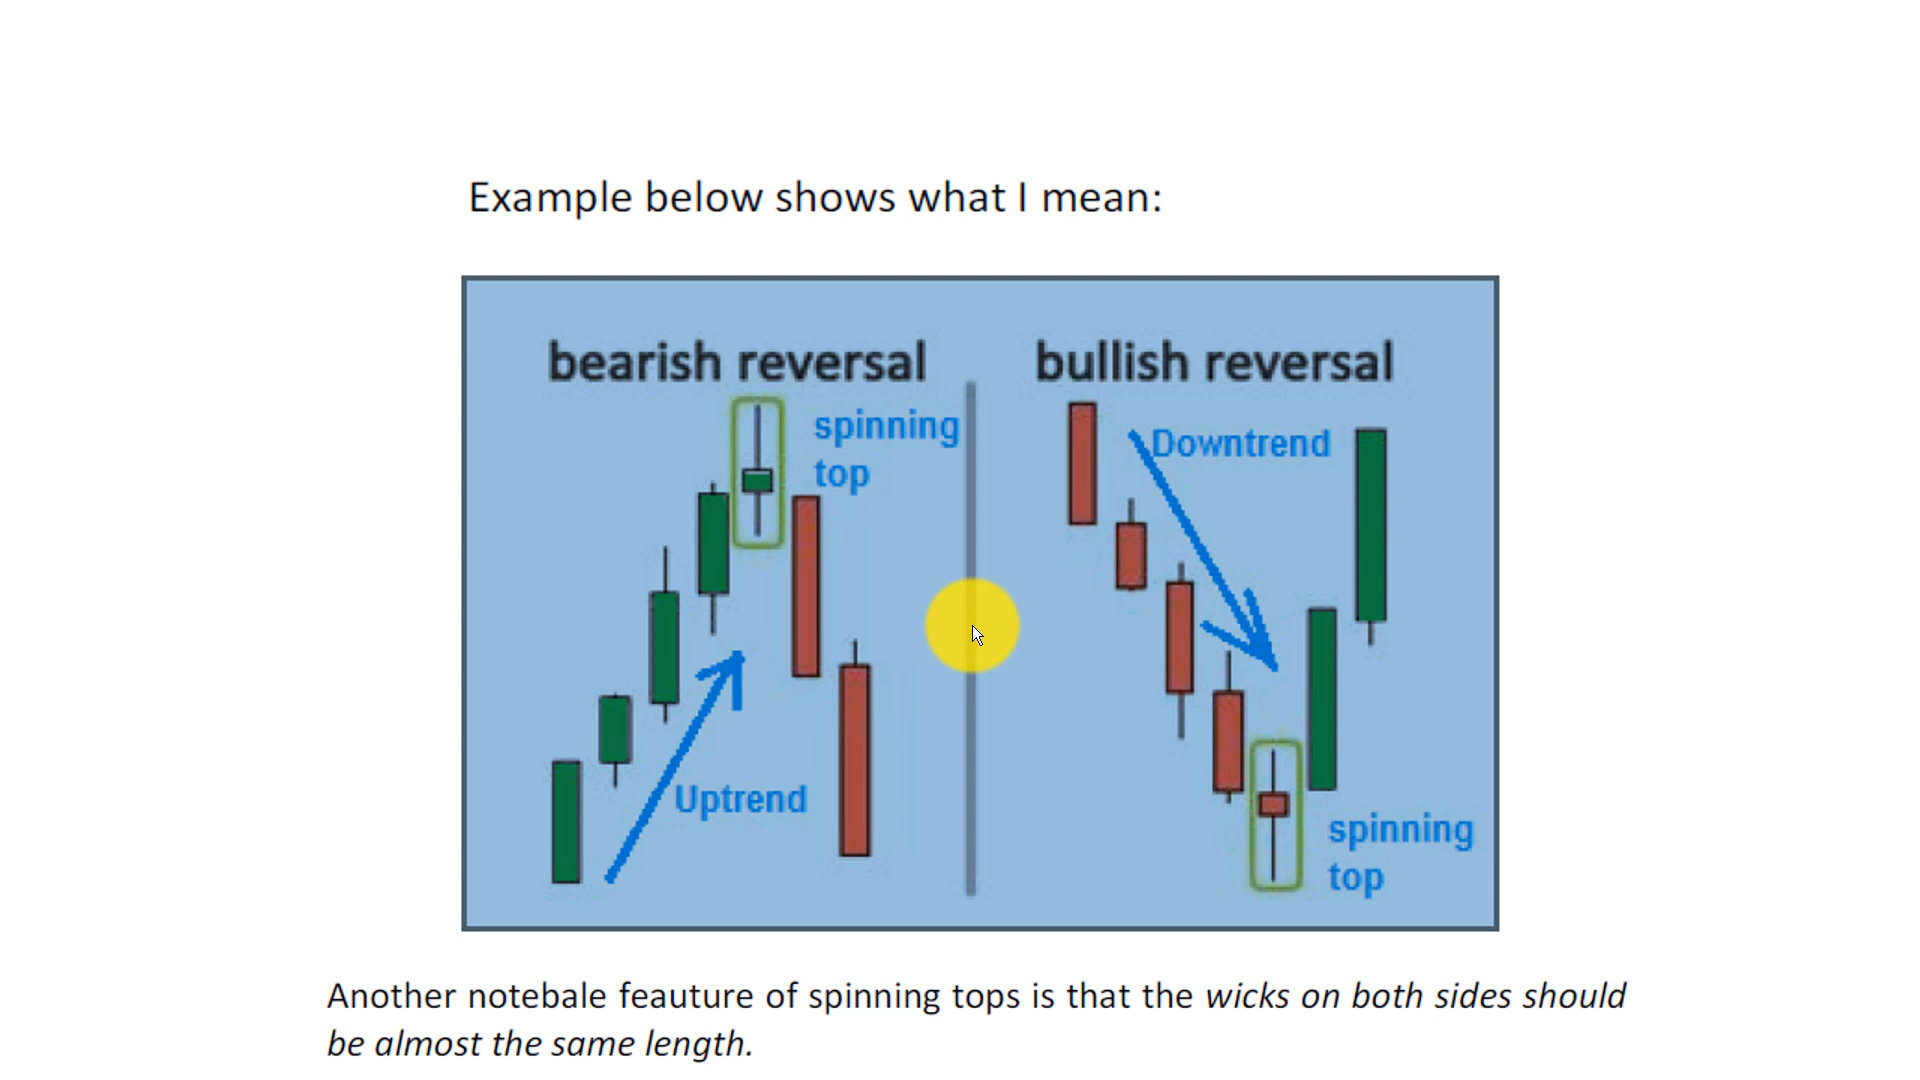 Example below shows what I mean:
bearish reversal
spinning
top
Uptrend
bullish reversal
Downtrend
spinning
top
Another notebale feauture of spinning tops is that the wicks on both sides should
be almost the same length.